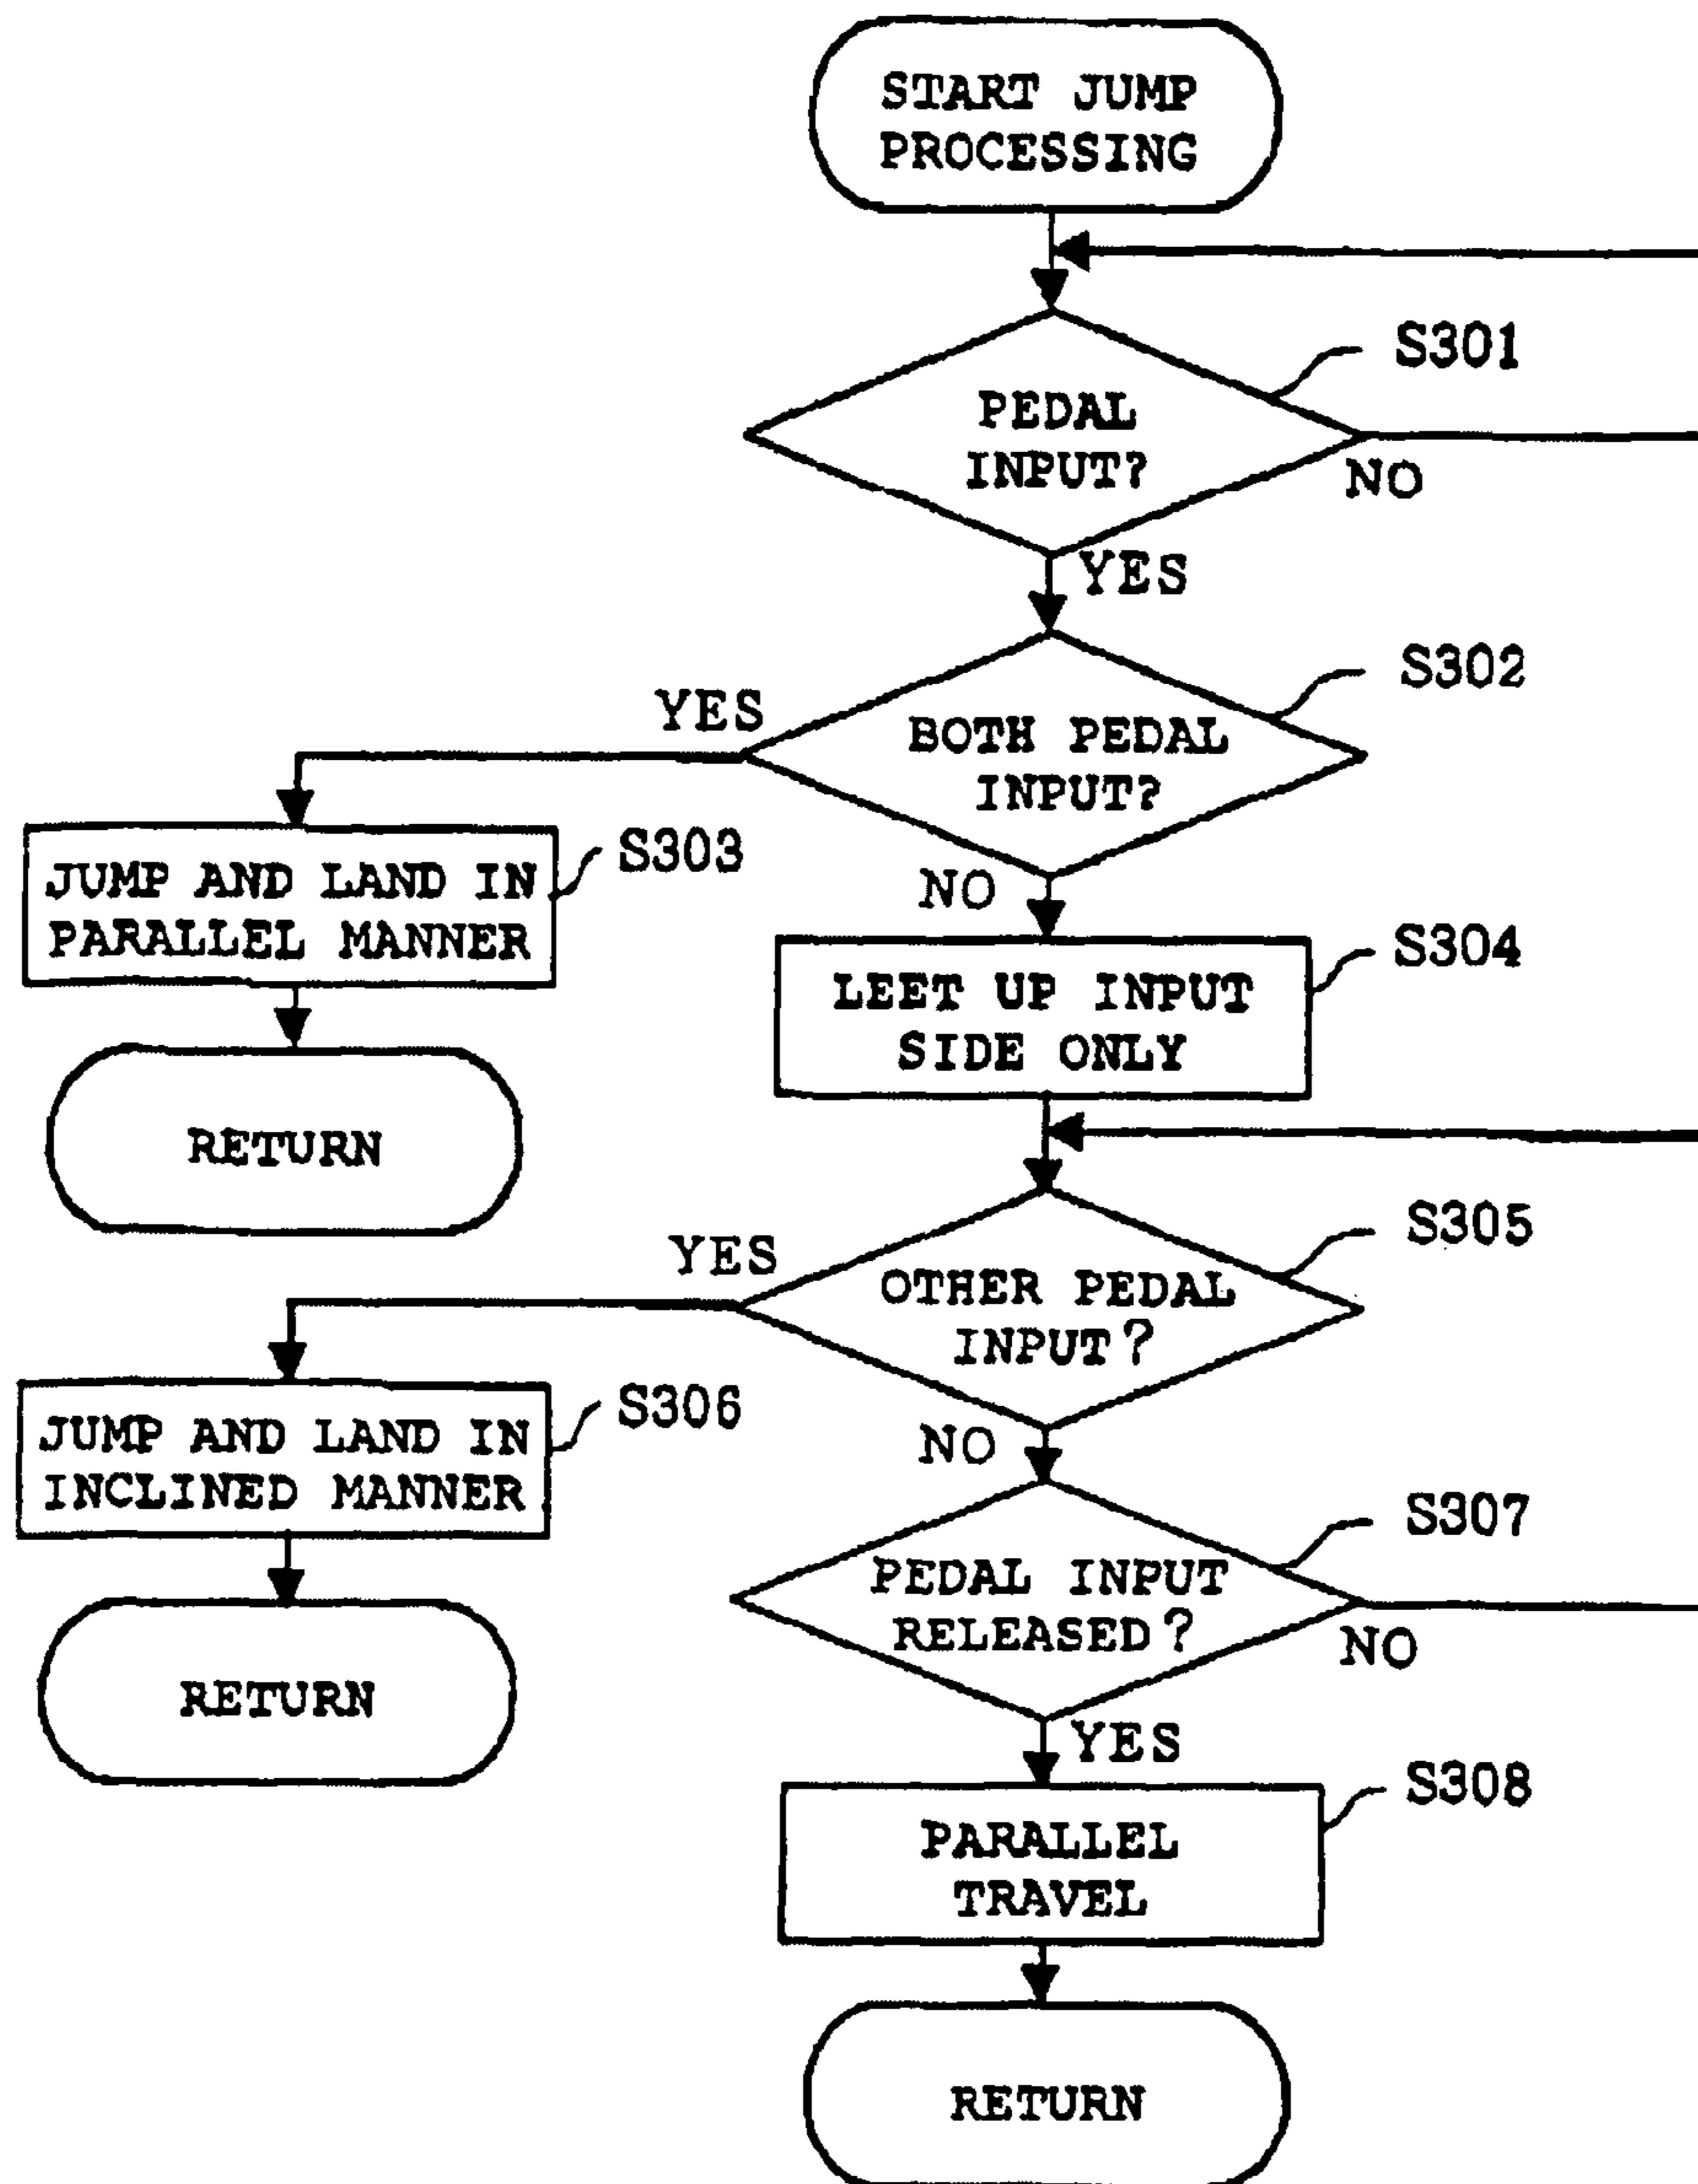 START JUMP
PROCESSING
S301
PEDAL
INPUT?
NO
YES
S302
YES
BOTH PEDAL
INPUT?
S303
JUMP AND LAND IN
PARALLEL MANNER
NO
S304
LEET UP INPUT
SIDE ONLY
RETURN
S305
YES
OTHER PEDAL
INPUT?
S306
JUMP AND LAND IN
INCLINED MANNER
NO
S307
PEDAL INPUT
RELEASED?
NO
RETURN
YES
S308
PARALLEL
TRAVEL
RETURN